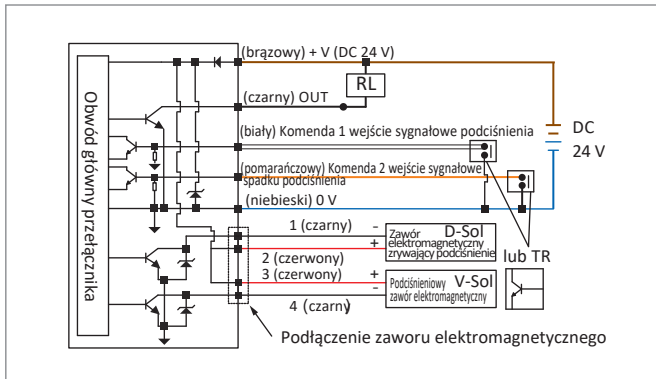 (brązowy) + V (DC 24 V)
RL
(czarny) OUT
(biały) Komenda 1 wejście sygnałowe podciśnienia
DC
24 V
(pomarańczowy) Komenda 2 wejście sygnałowe
spadku podciśnienia
(niebieski) 0 V
Obwód główny przełącznika
1 (czarny)
-
+
Zawór
elektromagnetyczny
zrywający podciśnienie
D-Sol
2 (czerwony)
3 (czerwony)
+
-
Podciśnieniowy
zawór elektromagnetyczny
V-Sol
4 (czarny)
lub TR
Podłączenie zaworu elektromagnetycznego